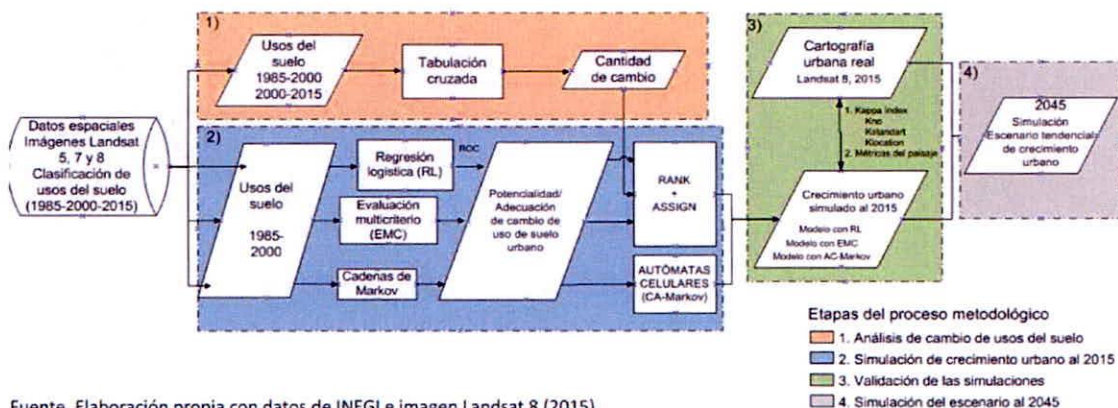 1)
Usos del
suelo
1985-2000
2000-2015
Tabulación
cruzada
Cantidad
de cambio
Datos espaciales
Imágenes Landsat
5, 7 y 8
Clasificación de
usos del suelo
(1985-2000-2015)
2)
Usos del
suelo
1985-
2000
Regresión
logística (RL)
ROC
Evaluación
multicriterio
(EMC)
Cadenas de
Markov
Potencialidad/
Adecuación
de cambio de
uso de suelo
urbano
RANK
+
ASSIGN
AUTÓMATAS
CELULARES
(CA-Markov)
3)
Cartografía
urbana real
Landsat 8, 2015
1. Kappa Index
Kno
Kstandart
Klocation
2. Métricas del paisaje
Crecimiento urbano
simulado al 2015
Modelo con RL
Modelo con EMC
Modelo con AC-Markov
4)
2045
Simulación
Escenario tendencial
de crecimiento
urbano
Etapas del proceso metodológico
1. Análisis de cambio de usos del suelo
2. Simulación de crecimiento urbano al 2015
3. Validación de las simulaciones
4. Simulación del escenario al 2045
Fuente. Elaboración propia con datos de INEGI e imagen Landsat 8 (2015)